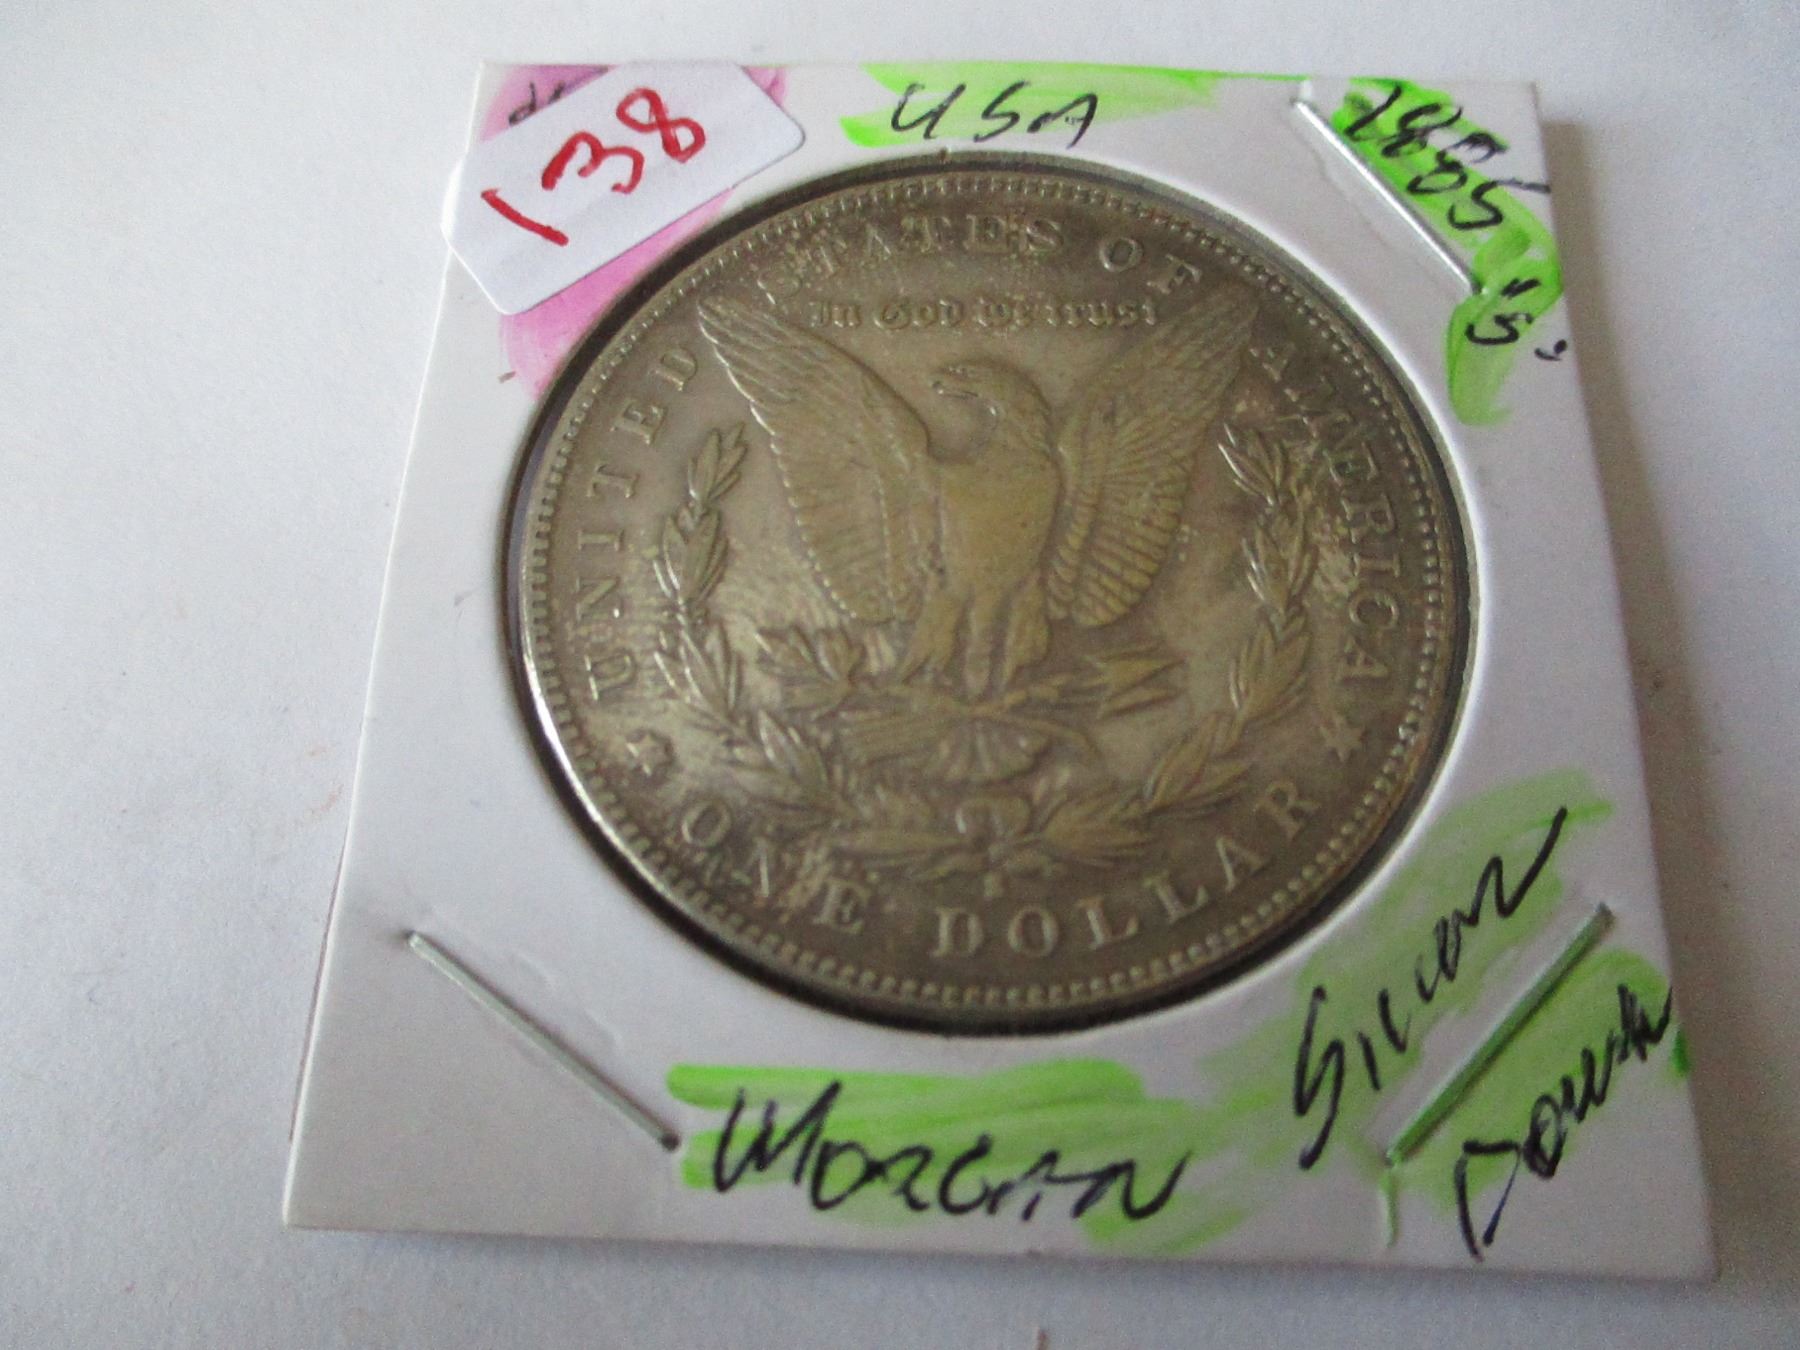 138
USA
1885
"S"
UNITED STATES OF AMERICA
In God We trust
S
ONE DOLLAR
Morgan
Silver
Dollar